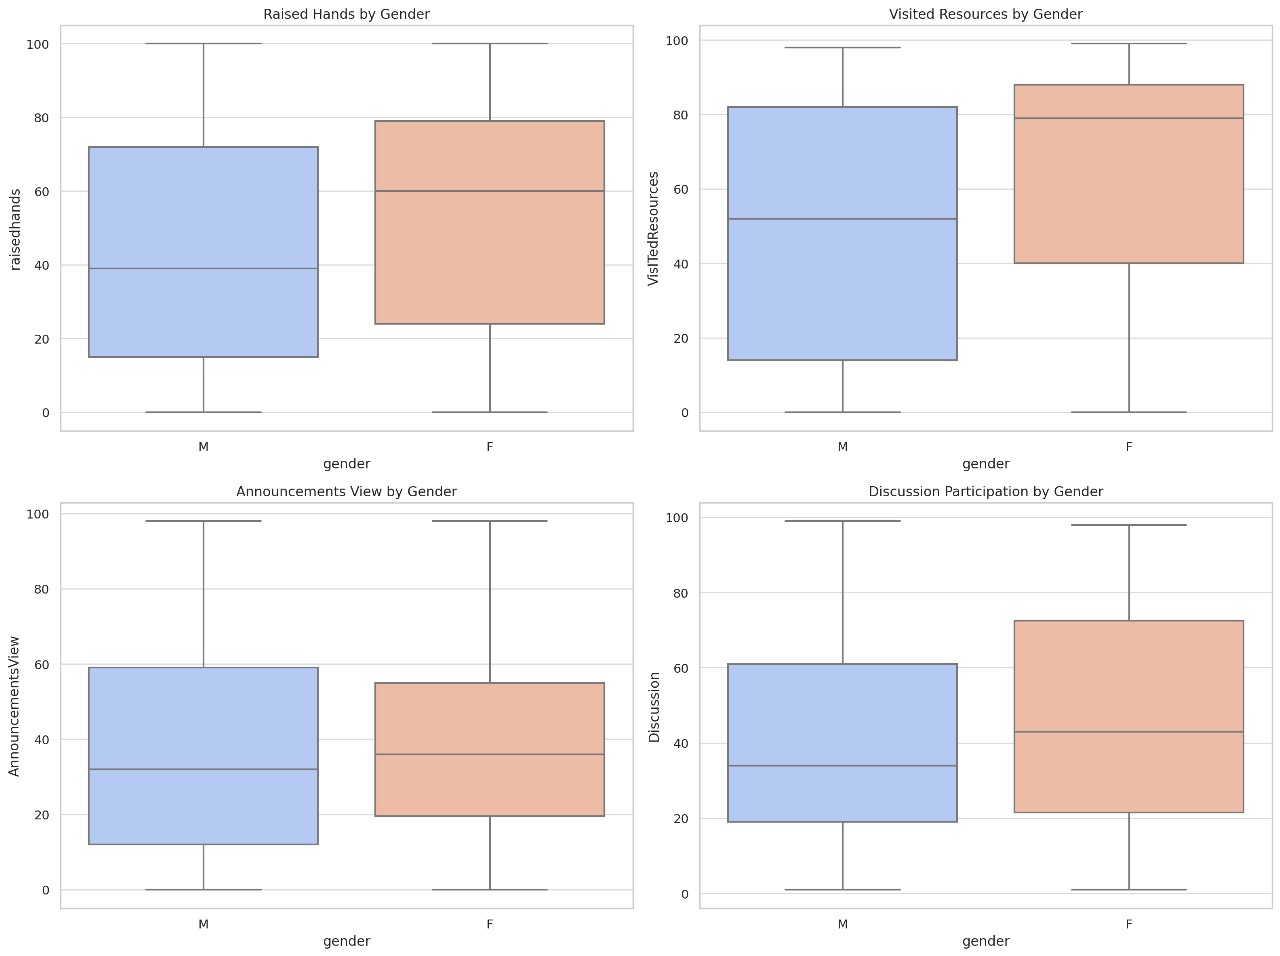 Raised Hands by Gender
100
80
60
40
20
0
raisedhands
M
F
gender
Visited Resources by Gender
100
80
60
40
20
0
VisITedResources
M
F
gender
Announcements View by Gender
100
80
60
40
20
0
AnnouncementsView
M
F
gender
Discussion Participation by Gender
100
80
60
40
20
0
Discussion
M
F
gender